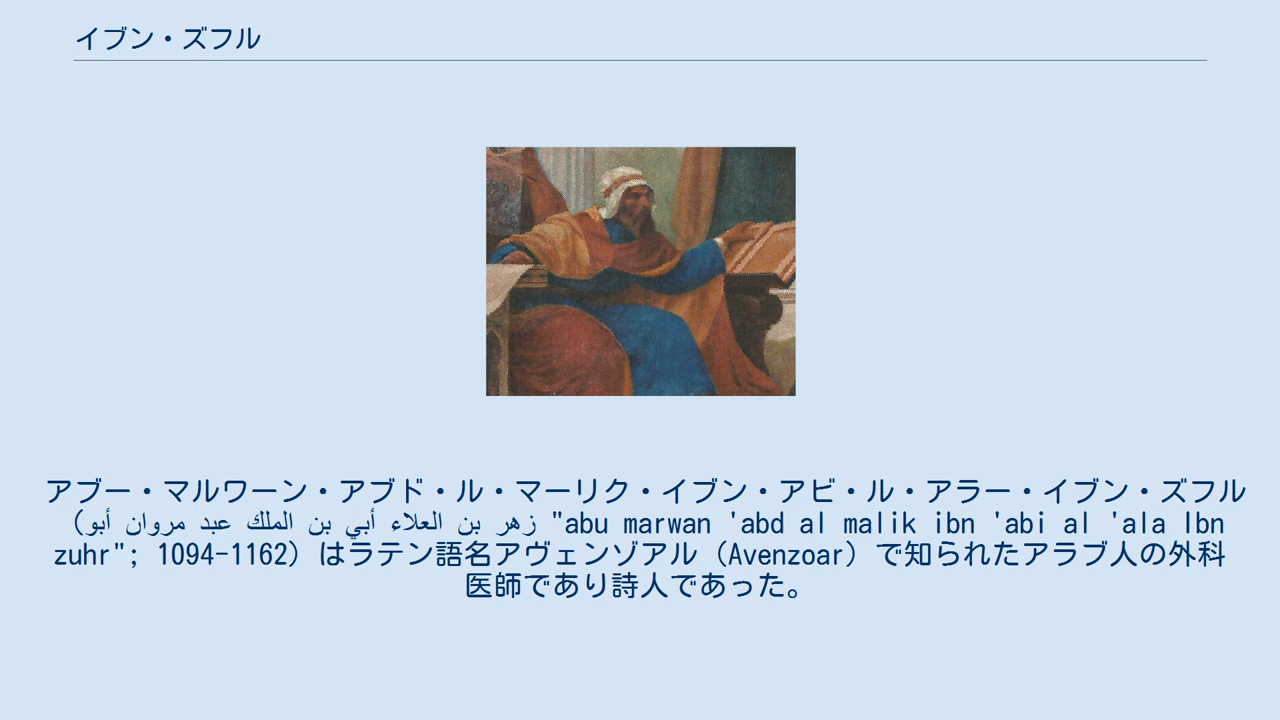 イブン・ズフル
アブー・マルワーン・アブド・ル・マーリク・イブン・アビ・ル・アラー・イブン・ズフル
(أبو مروان عبد الملك بن أبي العلاء بن زهر "abu marwan 'abd al malik ibn 'abi al 'ala Ibn
zuhr"; 1094-1162) はラテン語名アヴェンゾアル (Avenzoar) で知られたアラブ人の外科
医師であり詩人であった。